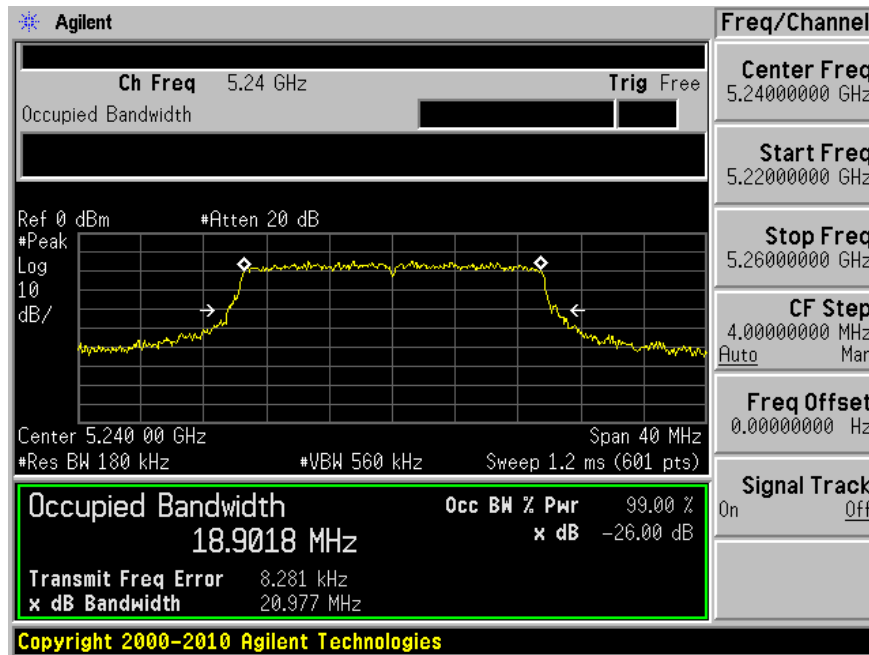 Agilent
Freq/Channel
Ch Freq 5.24 GHz Trig Free
Occupied Bandwidth
Center Freq
5.24000000 GHz
Start Freq
5.22000000 GHz
Stop Freq
5.26000000 GHz
CF Step
4.00000000 MHz
Auto Man
Freq Offset
0.00000000 Hz
Signal Track
On Off
Ref 0 dBm #Atten 20 dB
#Peak
Log
10
dB/
Center 5.240 00 GHz Span 40 MHz
#Res BW 180 kHz #VBW 560 kHz Sweep 1.2 ms (601 pts)
Occupied Bandwidth Occ BW % Pwr 99.00 %
18.9018 MHz x dB -26.00 dB
Transmit Freq Error 8.281 kHz
x dB Bandwidth 20.977 MHz
Copyright 2000-2010 Agilent Technologies